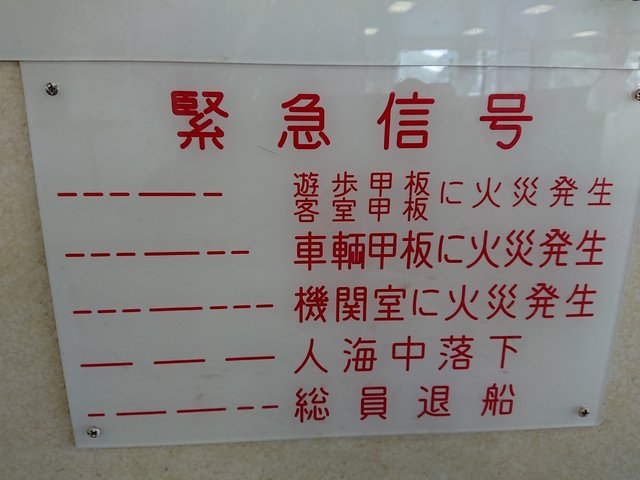 緊急信号
---—- 遊歩甲板 客室甲板 に火災発生
---—-- 車輌甲板に火災発生
---—--- 機関室に火災発生
— — — 人海中落下
-——-- 総員退船